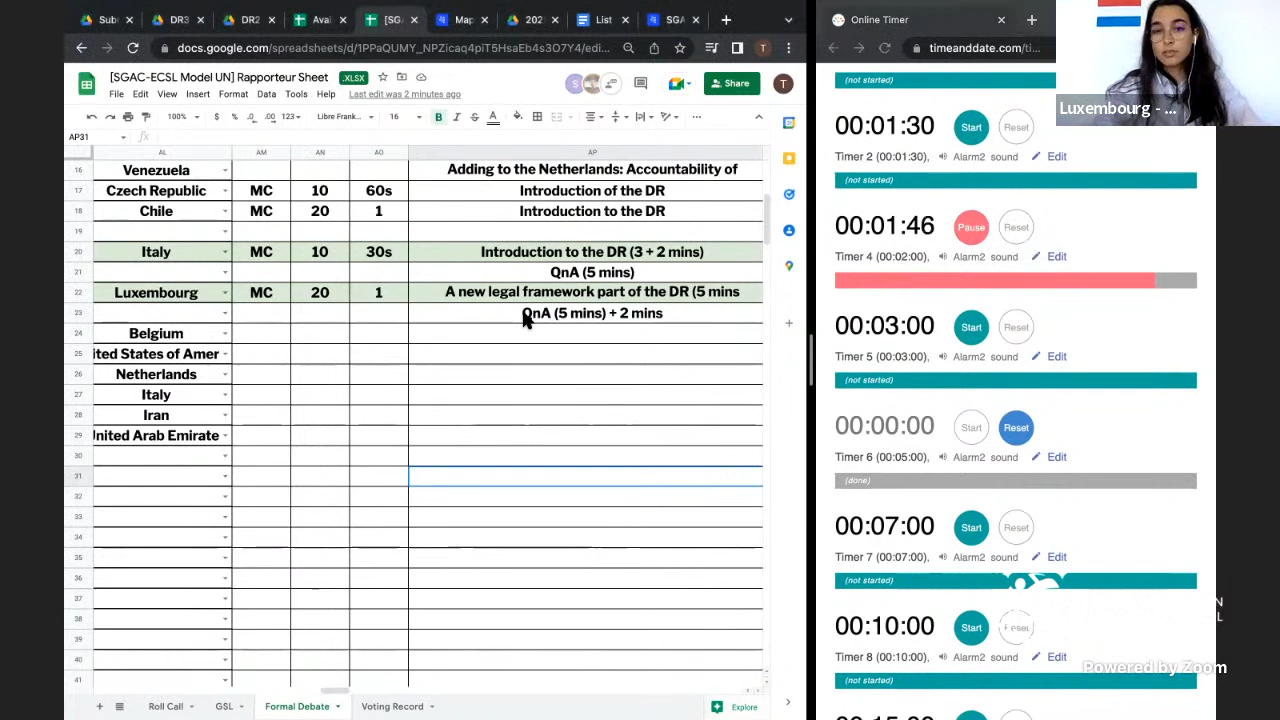 Sub
DR3
DR2
Avai
[SG
Map
202
List
SGA
docs.google.com/spreadsheets/d/1PPaQUMY_NPZicaqJpiT5HsaEb4s3O7Y4/edi...
[SGAC-ECSL Model UN] Rapporteur Sheet
.XLSX
File Edit View Insert Format Data Tools Help
Last edit was 2 minutes ago
Share
T
100%
$ % .0 .00 123
Libre Frank...
16
B I S A
AP31
fx
AL AM AN AO AP
16 Venezuela Adding to the Netherlands: Accountability of
17 Czech Republic MC 10 60s Introduction of the DR
18 Chile MC 20 1 Introduction to the DR
19
20 Italy MC 10 30s Introduction to the DR (3 + 2 mins)
21 QnA (5 mins)
22 Luxembourg MC 20 1 A new legal framework part of the DR (5 mins
23 QnA (5 mins) + 2 mins
24 Belgium
25 ited States of Amer
26 Netherlands
27 Italy
28 Iran
29 United Arab Emirate
30
31
32
33
34
35
36
37
38
39
40
41
Roll Call
GSL
Formal Debate
Voting Record
Explore
Online Timer
timeanddate.com/ti...
(not started)
00:01:30 Start Reset
Timer 2 (00:01:30), Alarm2 sound Edit
(not started)
00:01:46 Pause Reset
Timer 4 (00:02:00), Alarm2 sound Edit
00:03:00 Start Reset
Timer 5 (00:03:00), Alarm2 sound Edit
(not started)
00:00:00 Start Reset
Timer 6 (00:05:00), Alarm2 sound Edit
(done)
00:07:00 Start Reset
Timer 7 (00:07:00), Alarm2 sound Edit
(not started)
00:10:00 Start Reset
Timer 8 (00:10:00), Alarm2 sound Edit
(not started)
Luxembourg - ...
Powered by Zoom